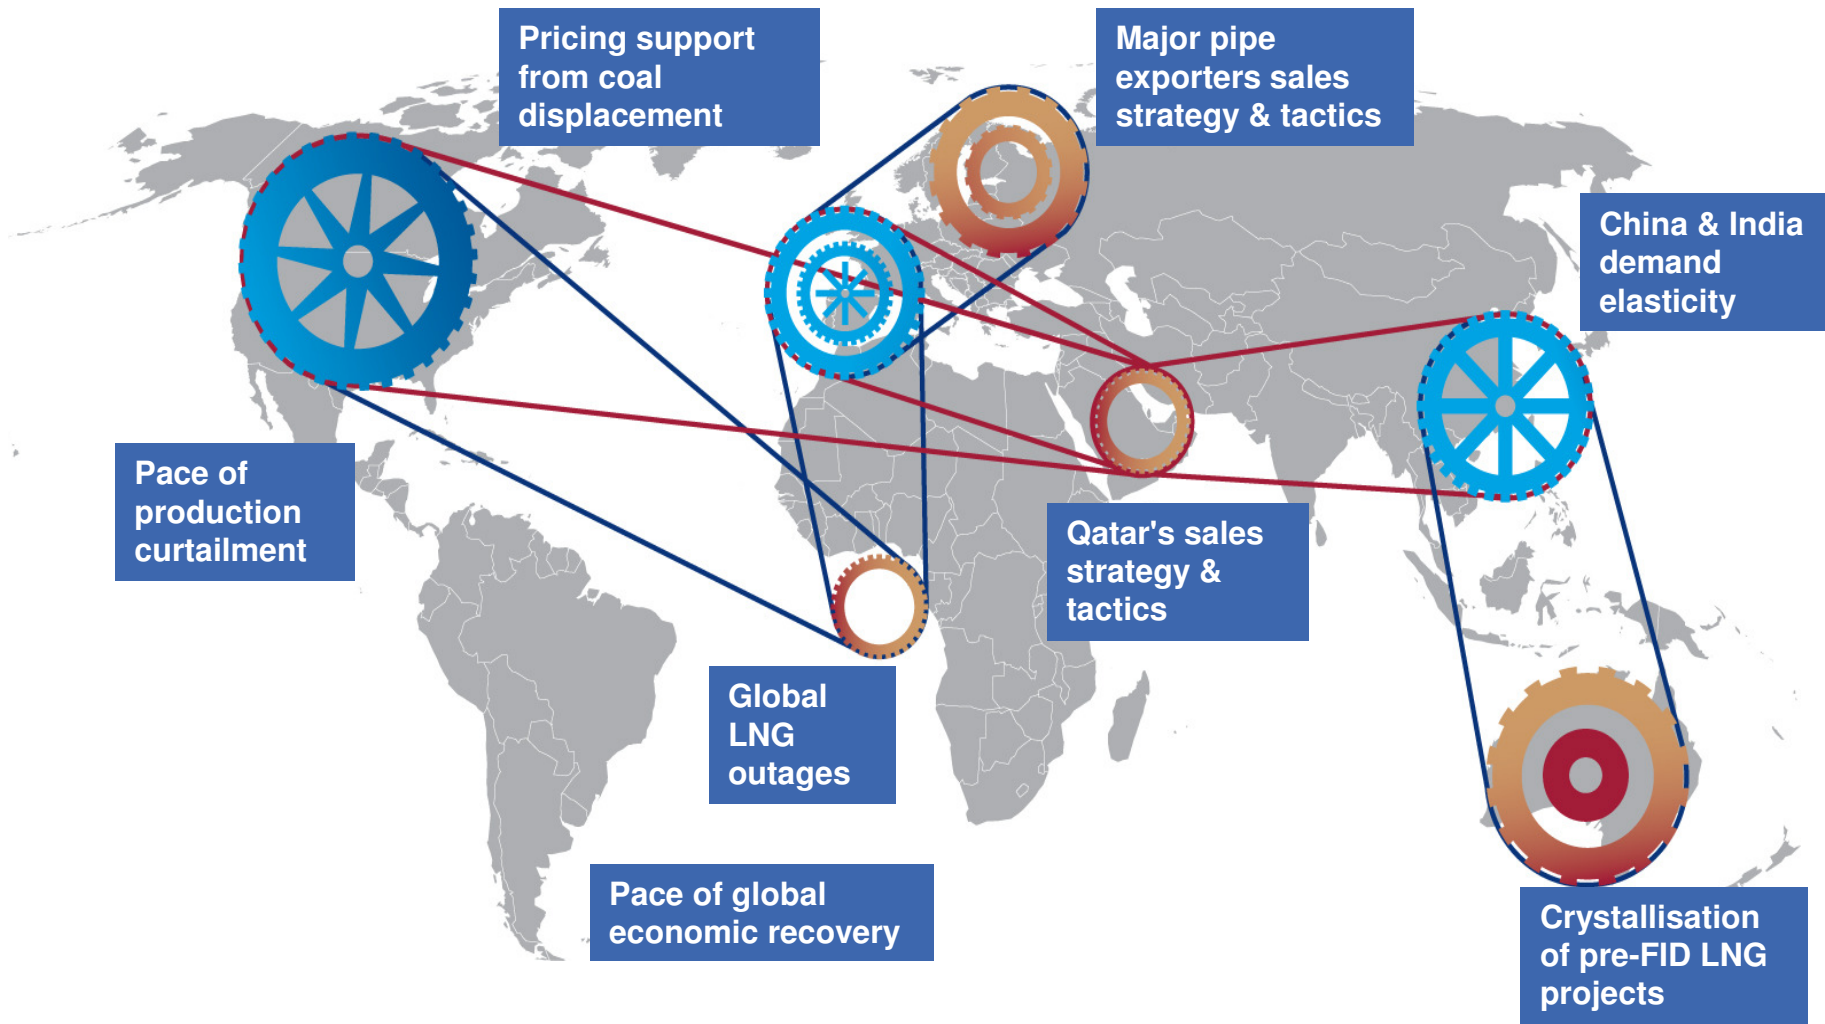 Pricing support
from coal
displacement
Major pipe
exporters sales
strategy & tactics
China & India
demand
elasticity
Pace of
production
curtailment
Qatar's sales
strategy &
tactics
Global
LNG
outages
Pace of global
economic recovery
Crystallisation
of pre-FID LNG
projects